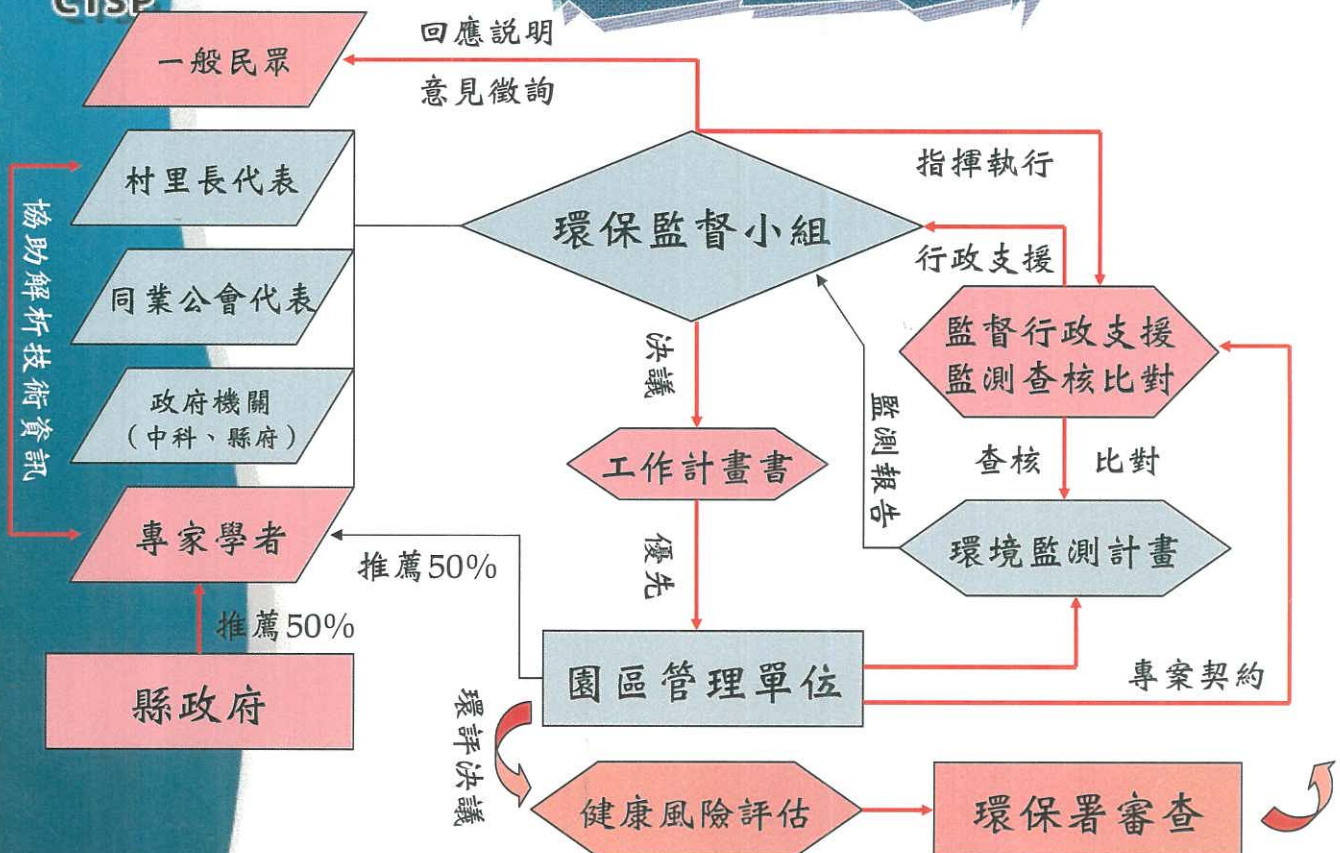 CTSP
一般民眾
回應説明
意見徵詢
村里長代表
同業公會代表
政府機關
（中科、縣府）
專家學者
協助解析技術資訊
推薦50%
推薦50%
縣政府
環保監督小組
指揮執行
行政支援
監督行政支援
監測查核比對
決議
工作計畫書
優先
監測報告
查核 比對
環境監測計畫
園區管理單位
專案契約
環評決議
健康風險評估
環保署審查